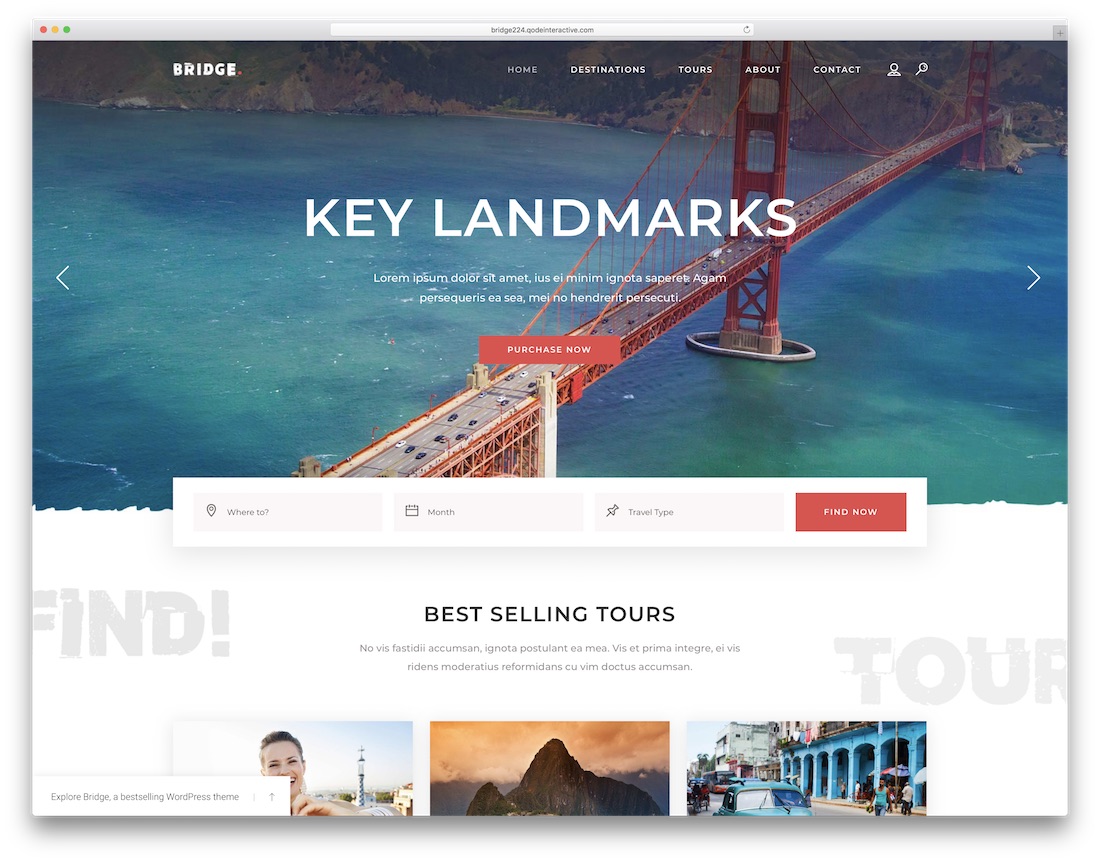 bridge224.qodeinteractive.com
BRIDGE.
HOME DESTINATIONS TOURS ABOUT CONTACT
KEY LANDMARKS
Lorem ipsum dolor sit amet, ius ei minim ignota saperet. Agam
persequeris ea sea, mei no hendrerit persecuti.
PURCHASE NOW
Where to? Month Travel Type FIND NOW
FIND!
BEST SELLING TOURS
No vis fastidii accumsan, ignota postulant ea mea. Vis et prima integre, ei vis
ridens moderatius reformidans cu vim doctus accumsan.
TOUR
Explore Bridge, a bestselling WordPress theme